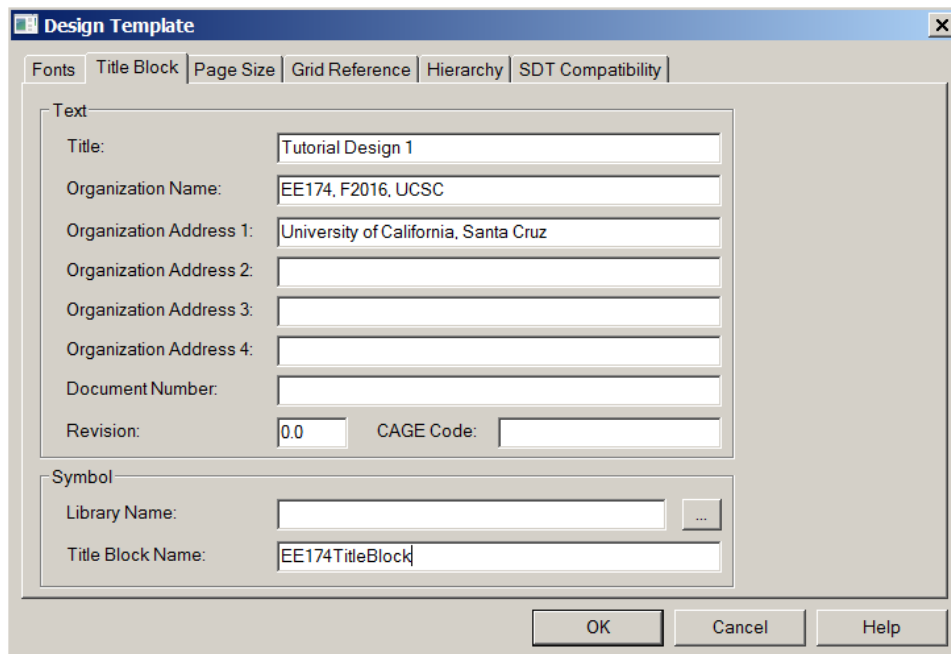 Design Template
Fonts Title Block Page Size Grid Reference Hierarchy SDT Compatibility
Text
Title: Tutorial Design 1
Organization Name: EE174, F2016, UCSC
Organization Address 1: University of California, Santa Cruz
Organization Address 2:
Organization Address 3:
Organization Address 4:
Document Number:
Revision: 0.0 CAGE Code:
Symbol
Library Name: ...
Title Block Name: EE174TitleBlock
OK Cancel Help